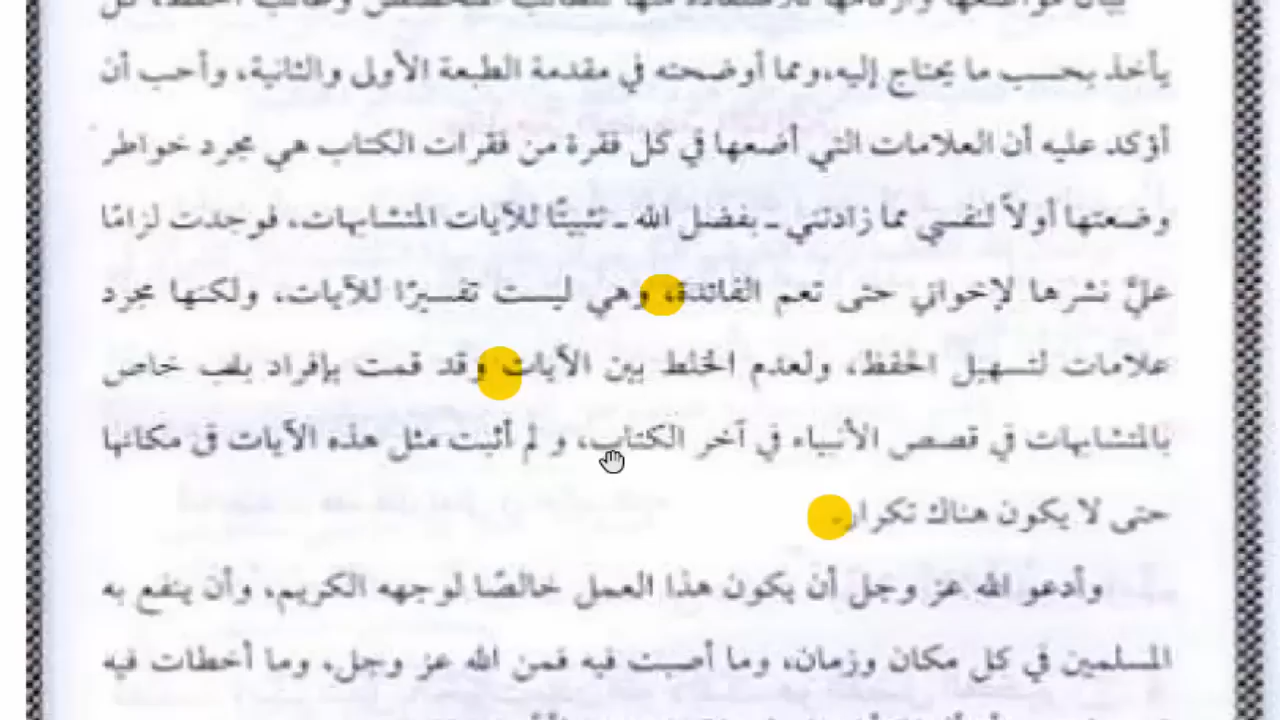 يأخذ بحسب ما يحتاج إليه، ومما أوضحته في مقدمة الطبعة الأولى والثانية، وأحب أن
أؤكد عليه أن العلامات التي أضعها في كل فقرة من فقرات الكتاب هي مجرد خواطر
وضعتها أولاً لنفسي مما زادتني ـ بفضل الله ـ تثبيتًا للآيات المتشابهات، فوجدت لزامًا
عليَّ نشرها لإخواني حتى تعم الفائدة، وهي ليست تفسيرًا للآيات، ولكنها مجرد
علامات لتسهيل الحفظ، ولعدم الخلط بين الآيات وقد قمت بإفراد باب خاص
بالمتشابهات في قصص الأنبياء في آخر الكتاب، و لم أثبت مثل هذه الآيات في مكانها
حتى لا يكون هناك تكرار.
وأدعو الله عز وجل أن يكون هذا العمل خالصًا لوجهه الكريم، وأن ينفع به
المسلمين في كل مكان وزمان، وما أصبت فيه فمن الله عز وجل، وما أخطأت فيه